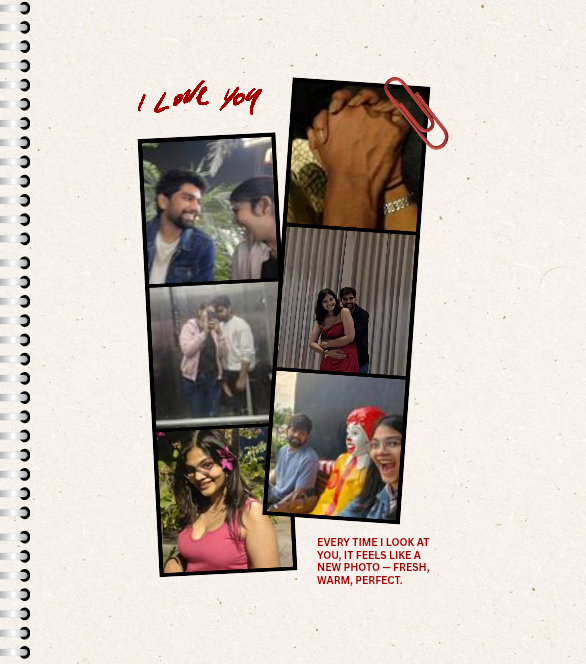 I LOVE YOU
EVERY TIME I LOOK AT
YOU, IT FEELS LIKE A
NEW PHOTO — FRESH,
WARM, PERFECT.